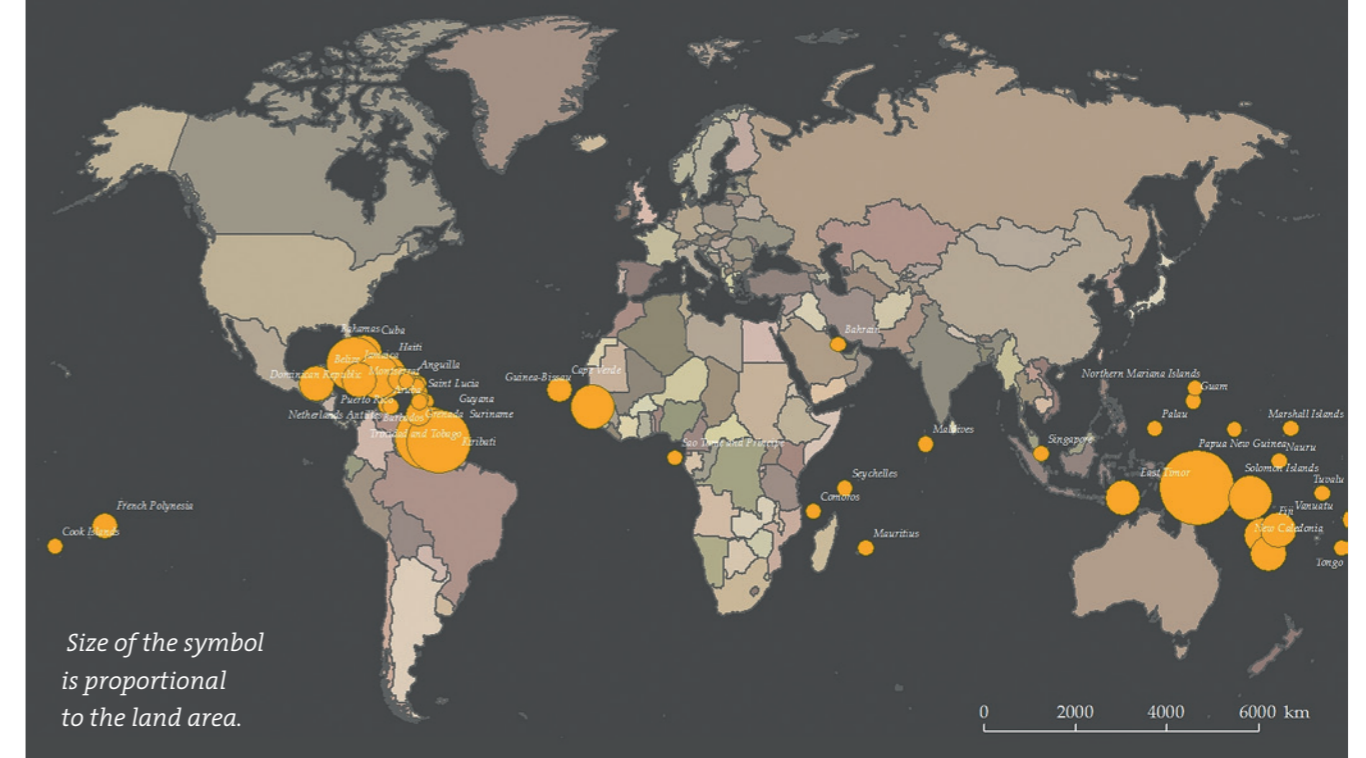 Bahamas
Cuba
Haiti
Belize
Jamaica
Anguilla
Dominican Republic
Montserrat
Saint Lucia
Puerto Rico
Aruba
Guyana
Netherlands Antilles
Barbados
Grenada
Suriname
Trinidad and Tobago
Kiribati
Guinea-Bissau
Cape Verde
Bahrain
Sao Tome and Principe
Maldives
Seychelles
Comoros
Mauritius
Singapore
Northern Mariana Islands
Guam
Palau
Marshall Islands
Papua New Guinea
Nauru
East Timor
Solomon Islands
Tuvalu
Fiji
Vanuatu
New Caledonia
Tongo
French Polynesia
Cook Islands
Size of the symbol
is proportional
to the land area.
0 2000 4000 6000 km